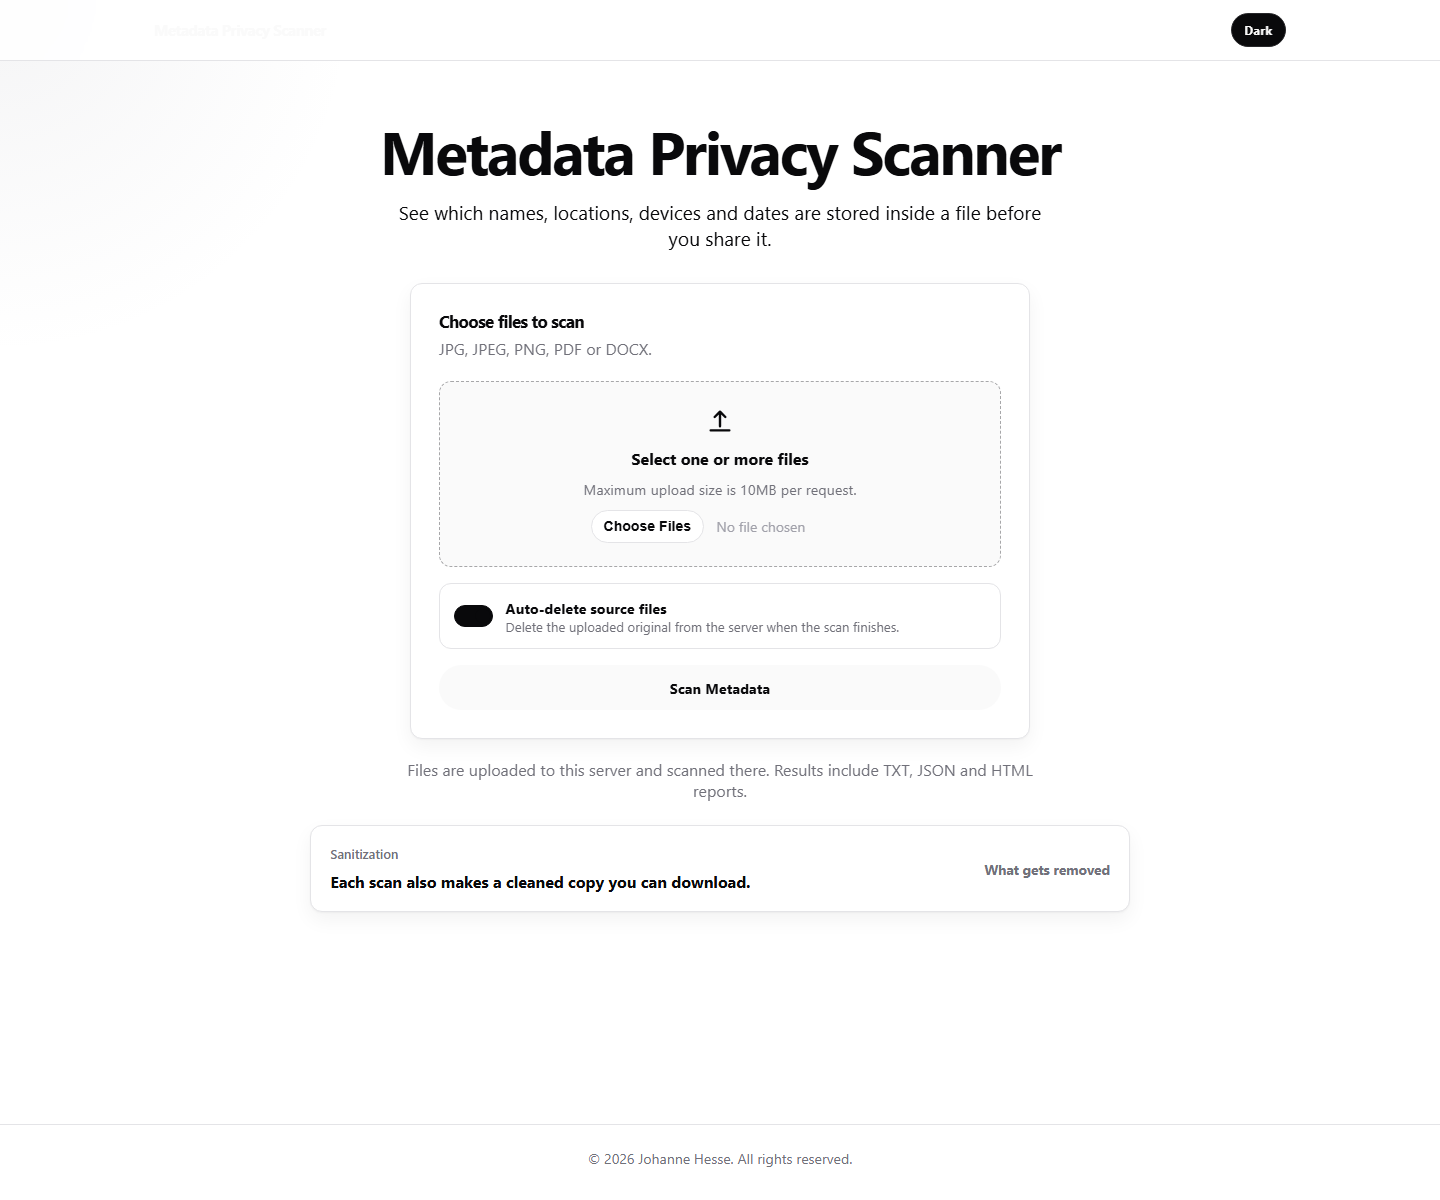 Metadata Privacy Scanner
Dark
Metadata Privacy Scanner
See which names, locations, devices and dates are stored inside a file before
you share it.
Choose files to scan
JPG, JPEG, PNG, PDF or DOCX.
Select one or more files
Maximum upload size is 10MB per request.
Choose Files No file chosen
Auto-delete source files
Delete the uploaded original from the server when the scan finishes.
Scan Metadata
Files are uploaded to this server and scanned there. Results include TXT, JSON and HTML
reports.
Sanitization
Each scan also makes a cleaned copy you can download.
What gets removed
© 2026 Johanne Hesse. All rights reserved.